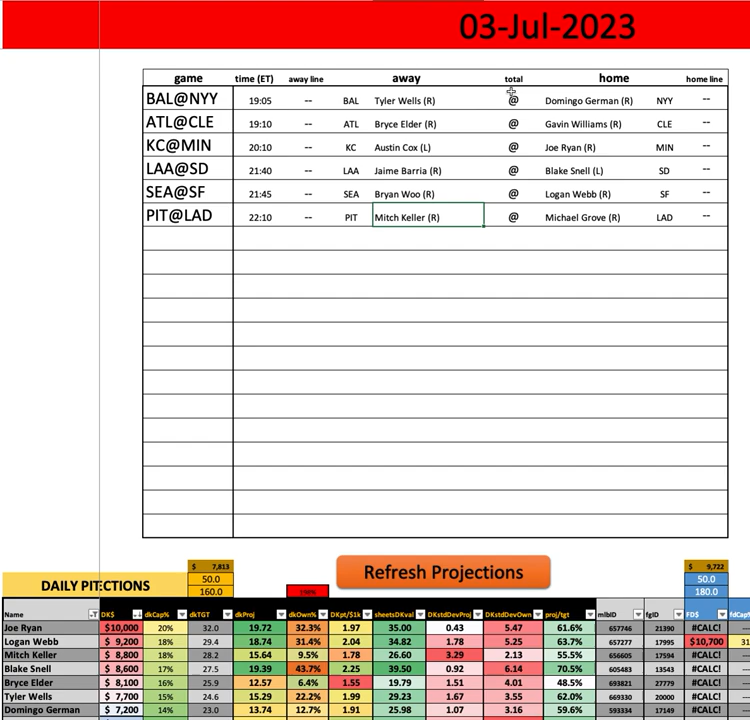 03-Jul-2023
game time (ET) away line away total home home line
BAL@NYY 19:05 -- BAL Tyler Wells (R) @ Domingo German (R) NYY --
ATL@CLE 19:10 -- ATL Bryce Elder (R) @ Gavin Williams (R) CLE --
KC@MIN 20:10 -- KC Austin Cox (L) @ Joe Ryan (R) MIN --
LAA@SD 21:40 -- LAA Jaime Barria (R) @ Blake Snell (L) SD --
SEA@SF 21:45 -- SEA Bryan Woo (R) @ Logan Webb (R) SF --
PIT@LAD 22:10 -- PIT Mitch Keller (R) @ Michael Grove (R) LAD --
$ 7,813 $ 9,722
50.0 50.0
DAILY PITECTIONS 160.0 Refresh Projections 180.0
Name DK$ dkCap% dkTGT dkProj dkOwn% DKpt/$1k sheetsDKval DKstdDevProj DKstdDevOwn proj/tgt mlbID fgID FD$ fdCap%
Joe Ryan $10,000 20% 32.0 19.72 32.3% 1.97 35.00 0.43 5.47 61.6% 657746 21390 #CALC!
Logan Webb $ 9,200 18% 29.4 18.74 31.4% 2.04 34.82 1.78 5.25 63.7% 657277 17995 $10,700 31
Mitch Keller $ 8,800 18% 28.2 15.64 9.5% 1.78 26.60 3.29 2.13 55.5% 656605 17594 #CALC!
Blake Snell $ 8,600 17% 27.5 19.39 43.7% 2.25 39.50 0.92 6.14 70.5% 605483 13543 #CALC!
Bryce Elder $ 8,100 16% 25.9 12.57 6.4% 1.55 19.79 1.51 4.01 48.5% 693821 27779 #CALC!
Tyler Wells $ 7,700 15% 24.6 15.29 22.2% 1.99 29.23 1.67 3.55 62.0% 669330 20000 #CALC!
Domingo German $ 7,200 14% 23.0 13.74 12.7% 1.91 25.98 1.07 3.16 59.6% 593334 17149 #CALC!